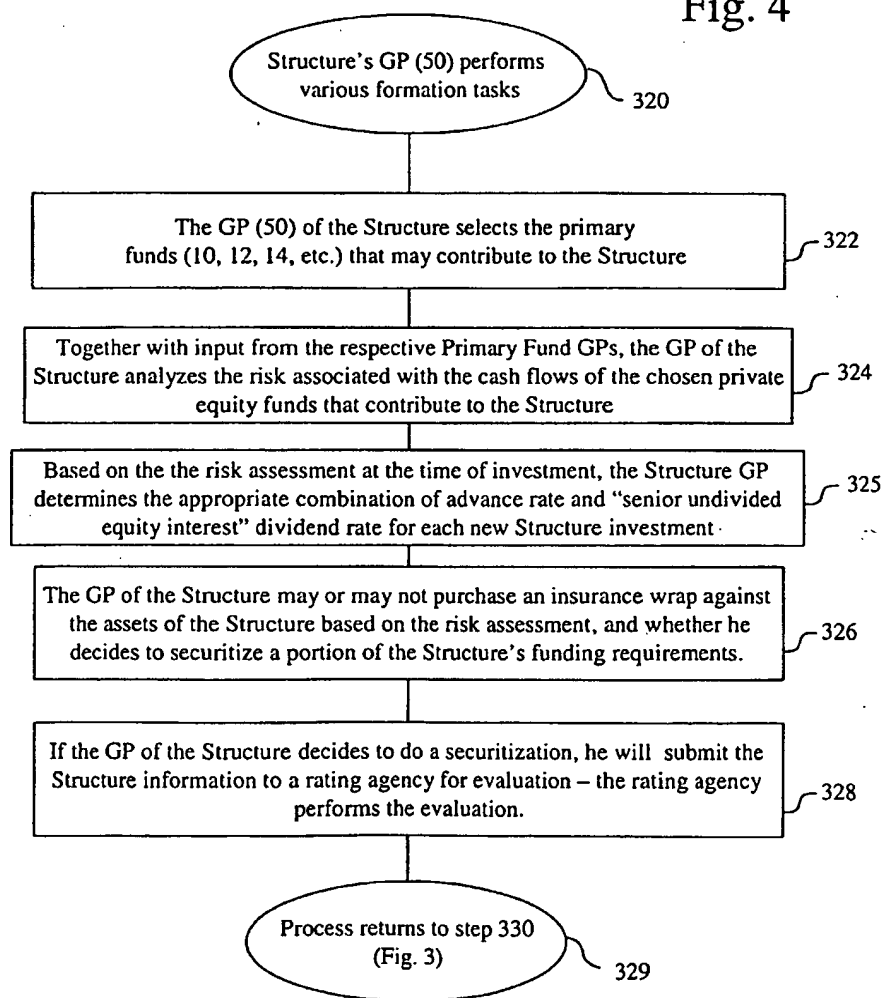 Fig. 4
Structure's GP (50) performs
various formation tasks
320
The GP (50) of the Structure selects the primary
funds (10, 12, 14, etc.) that may contribute to the Structure
322
Together with input from the respective Primary Fund GPs, the GP of the
Structure analyzes the risk associated with the cash flows of the chosen private
equity funds that contribute to the Structure
324
Based on the the risk assessment at the time of investment, the Structure GP
determines the appropriate combination of advance rate and “senior undivided
equity interest” dividend rate for each new Structure investment
325
The GP of the Structure may or may not purchase an insurance wrap against
the assets of the Structure based on the risk assessment, and whether he
decides to securitize a portion of the Structure's funding requirements.
326
If the GP of the Structure decides to do a securitization, he will submit the
Structure information to a rating agency for evaluation – the rating agency
performs the evaluation.
328
Process returns to step 330
(Fig. 3)
329